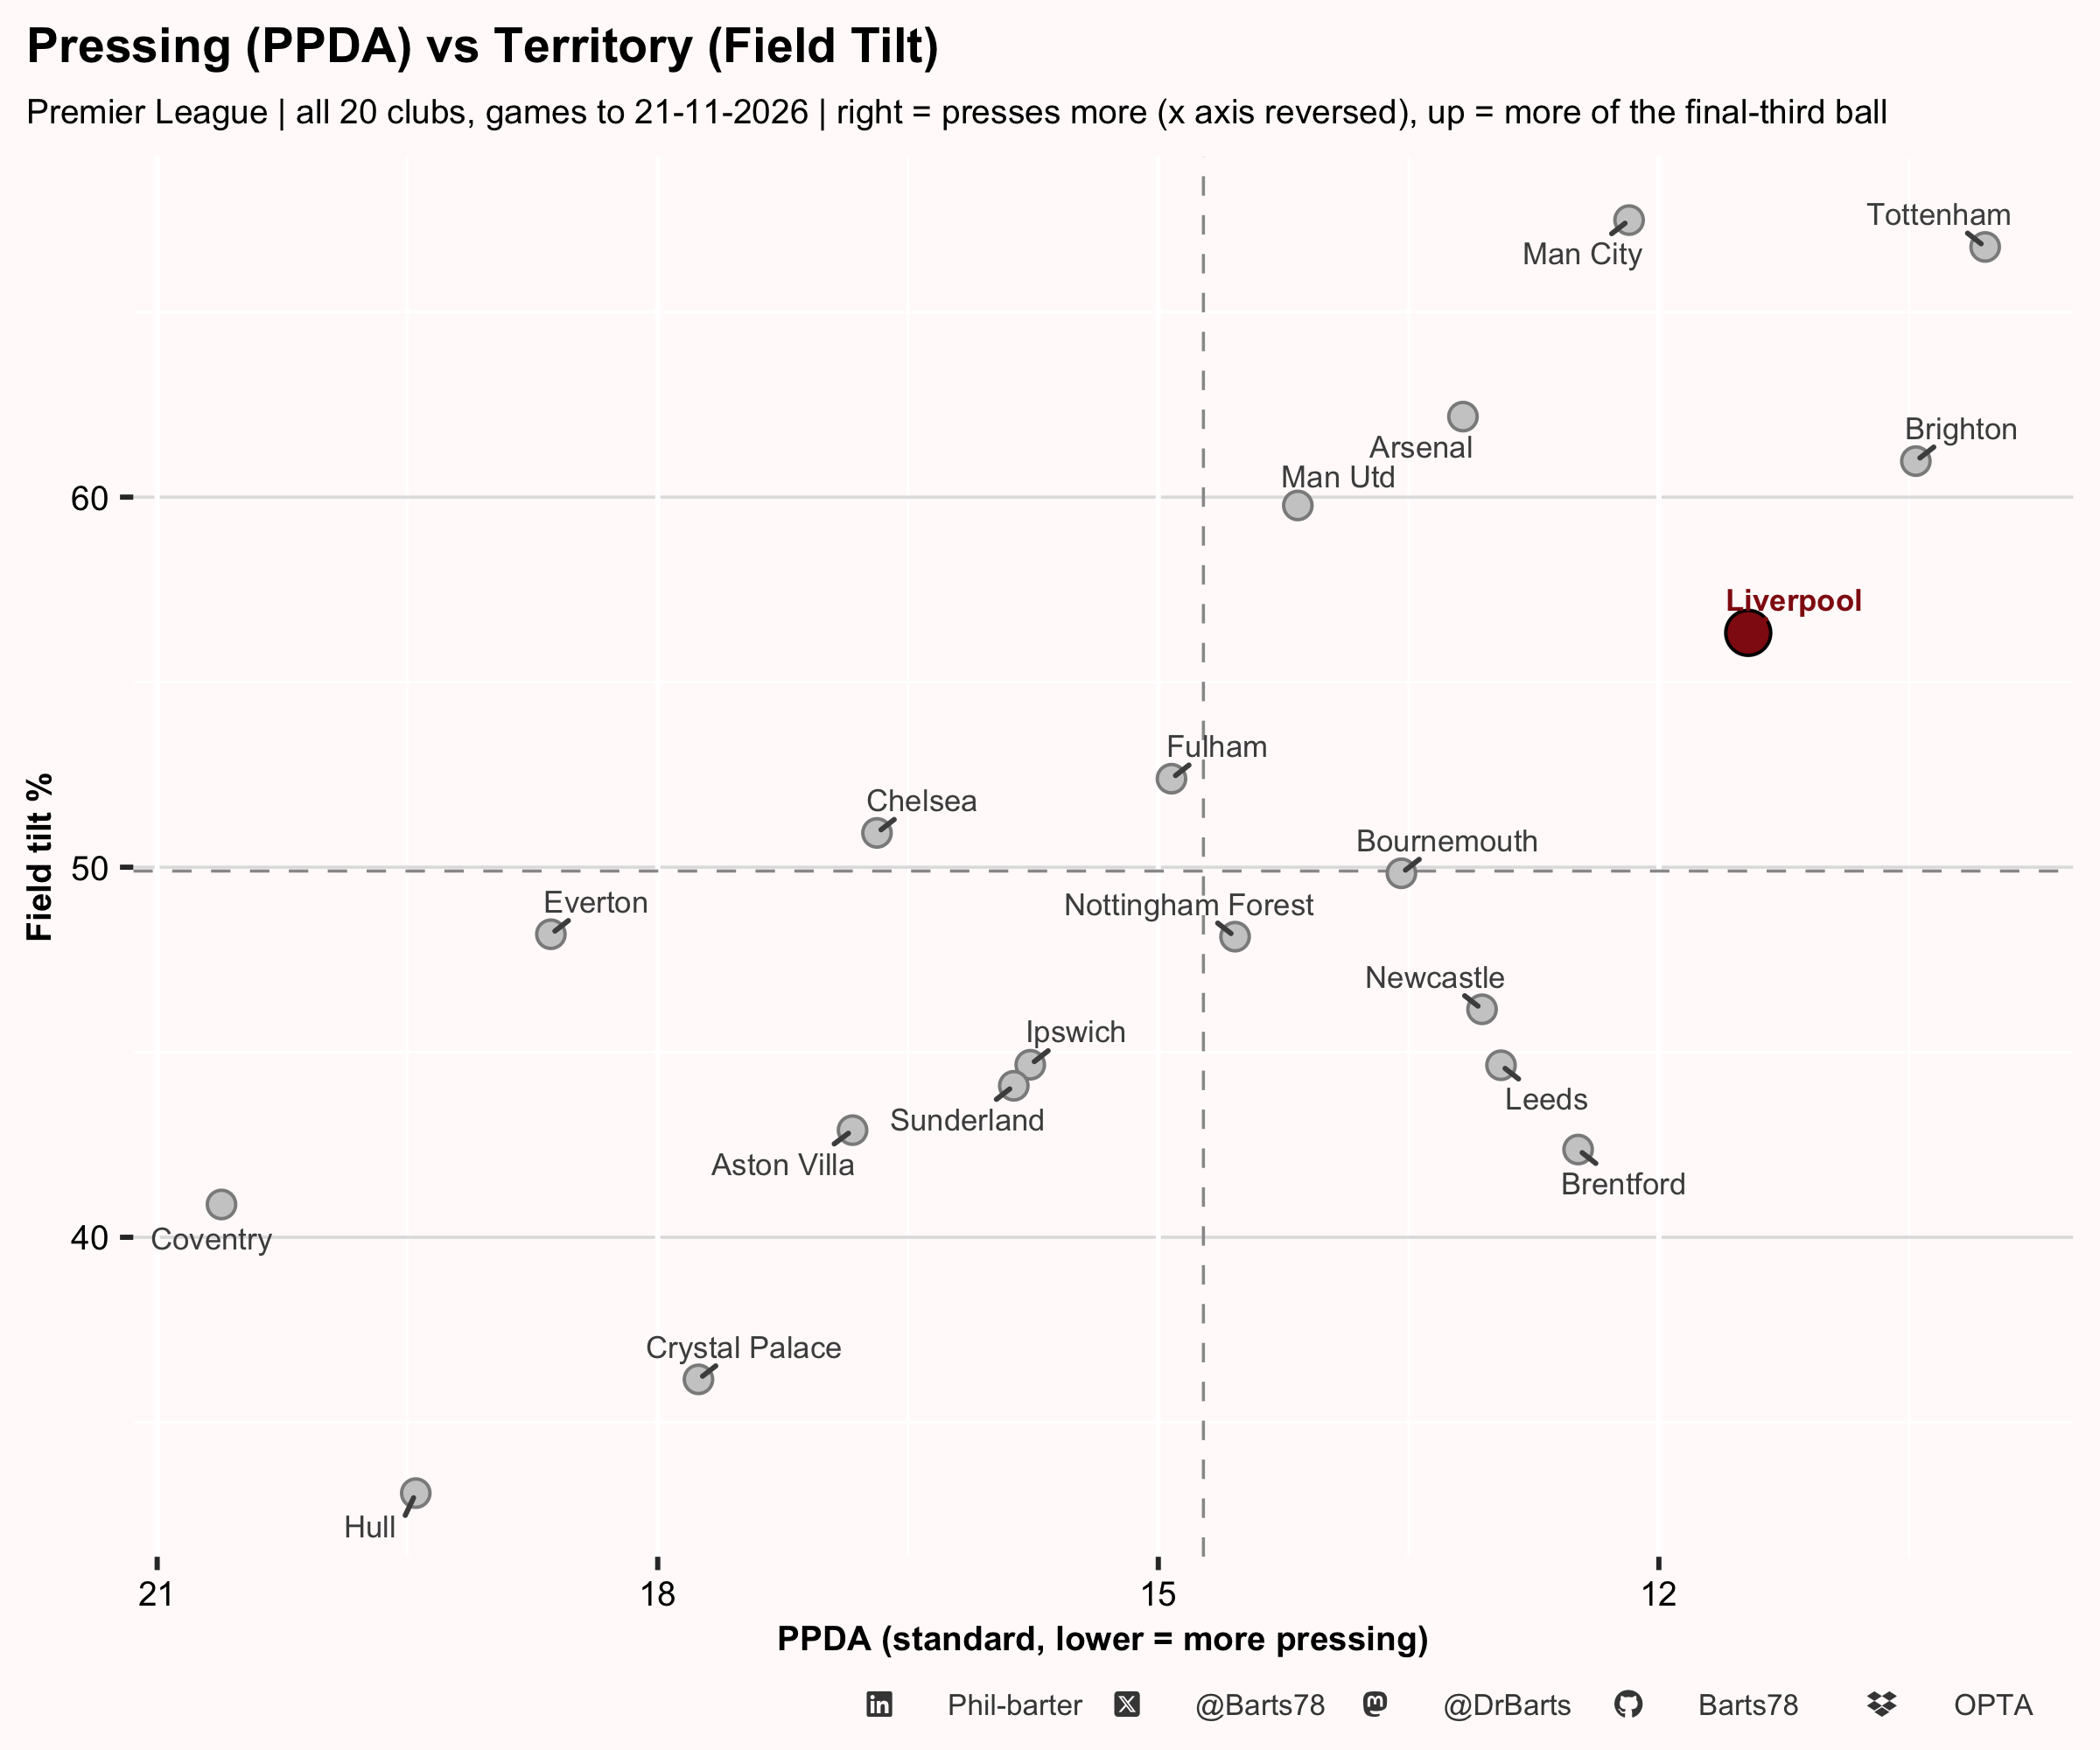 Pressing (PPDA) vs Territory (Field Tilt)
Premier League | all 20 clubs, games to 21-11-2026 | right = presses more (x axis reversed), up = more of the final-third ball
Tottenham
Man City
Brighton
Arsenal
Man Utd
60
Liverpool
Fulham
Chelsea
Bournemouth
50
Everton
Nottingham Forest
Field tilt %
Newcastle
Ipswich
Leeds
Sunderland
Aston Villa
Brentford
Coventry
40
Crystal Palace
Hull
21 18 15 12
PPDA (standard, lower = more pressing)
Phil-barter @Barts78 @DrBarts Barts78 OPTA